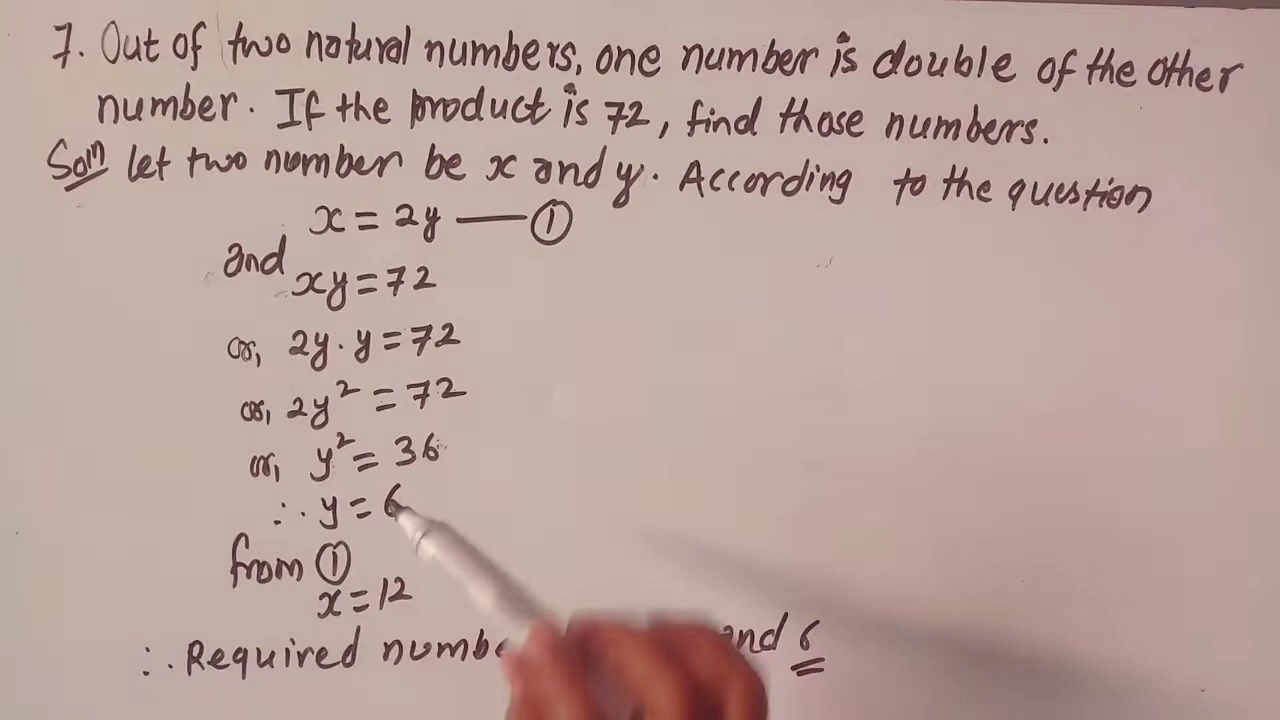 7. Out of two natural numbers, one number is double of the other
number. If the product is 72, find those numbers.
Soln let two number be x and y. According to the question
x = 2y — ①
and
xy = 72
or, 2y · y = 72
or, 2y² = 72
or, y² = 36
∴ y = 6
from ①
x = 12
∴ Required and 6